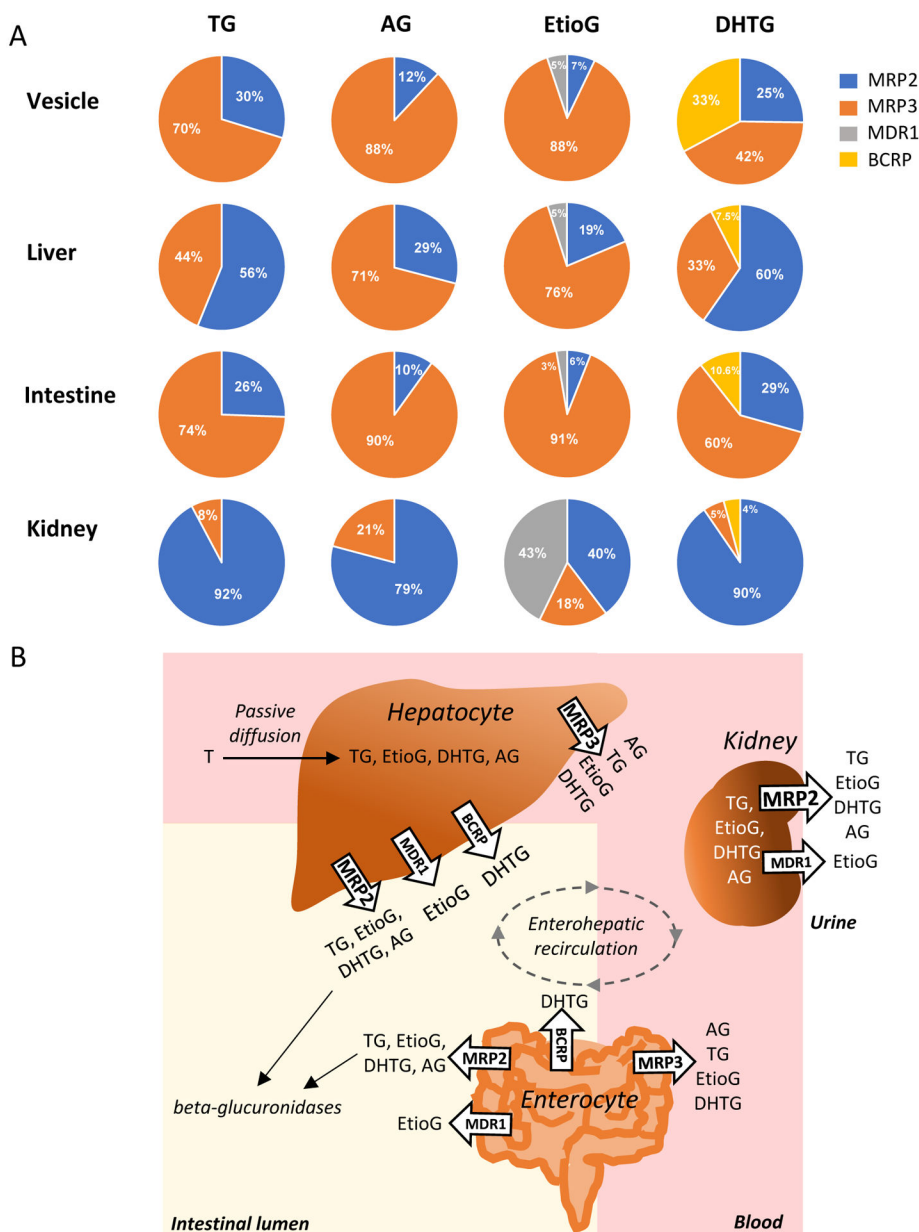 A
TG
AG
EtioG
DHTG
Vesicle
30%
70%
12%
88%
5%
7%
88%
33%
25%
42%
MRP2
MRP3
MDR1
BCRP
Liver
44%
56%
29%
71%
5%
19%
76%
7.5%
33%
60%
Intestine
26%
74%
10%
90%
3%
6%
91%
10.6%
29%
60%
Kidney
8%
92%
21%
79%
43%
40%
18%
5%
4%
90%
B
Passive
diffusion
T
Hepatocyte
TG, EtioG, DHTG, AG
MRP3
AG
TG
EtioG
DHTG
MRP2
MDR1
BCRP
TG, EtioG,
DHTG, AG
EtioG
DHTG
Kidney
TG,
EtioG,
DHTG
AG
MRP2
MDR1
TG
EtioG
DHTG
AG
EtioG
Urine
Enterohepatic
recirculation
DHTG
BCRP
TG, EtioG,
DHTG, AG
MRP2
MRP3
AG
TG
EtioG
DHTG
beta-glucuronidases
Enterocyte
EtioG
MDR1
Intestinal lumen
Blood